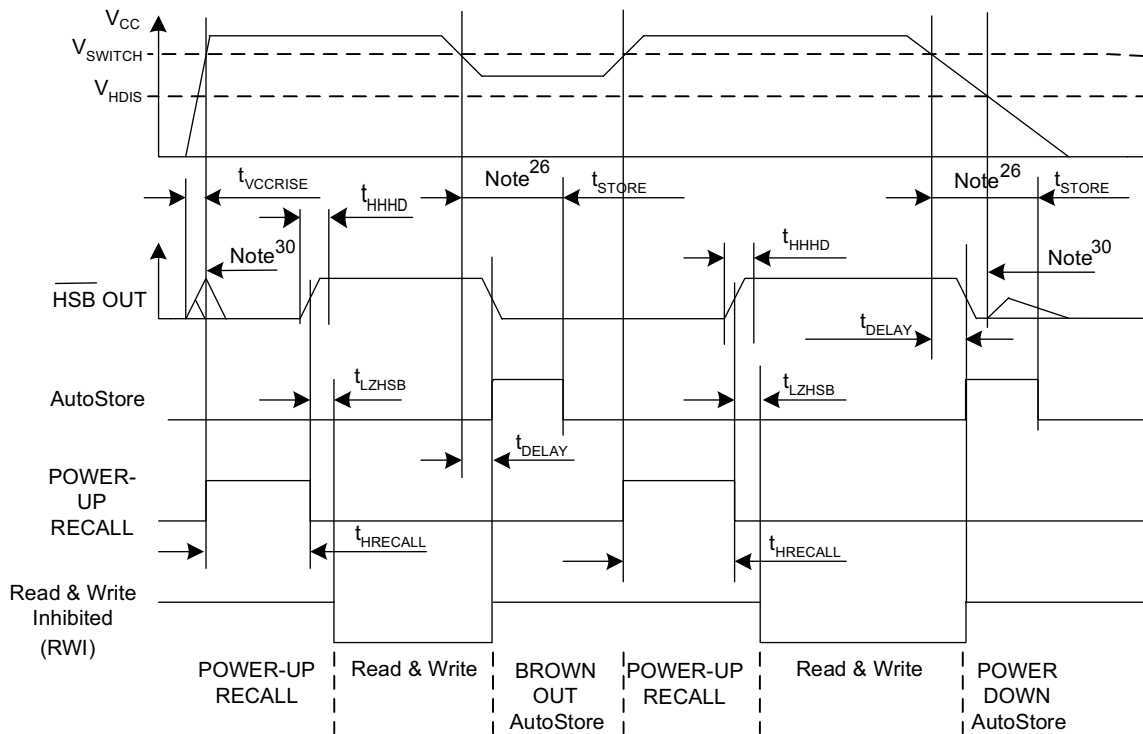 VCC
VSWITCH
VHDIS
tVCCRISE
Note26
tSTORE
Note26
tSTORE
tHHHD
Note30
tHHHD
Note30
HSB OUT
tDELAY
tLZHSB
tLZHSB
AutoStore
tDELAY
POWER-
UP
RECALL
tHRECALL
tHRECALL
Read & Write
Inhibited
(RWI)
POWER-UP
RECALL
Read & Write
BROWN
OUT
AutoStore
POWER-UP
RECALL
Read & Write
POWER
DOWN
AutoStore